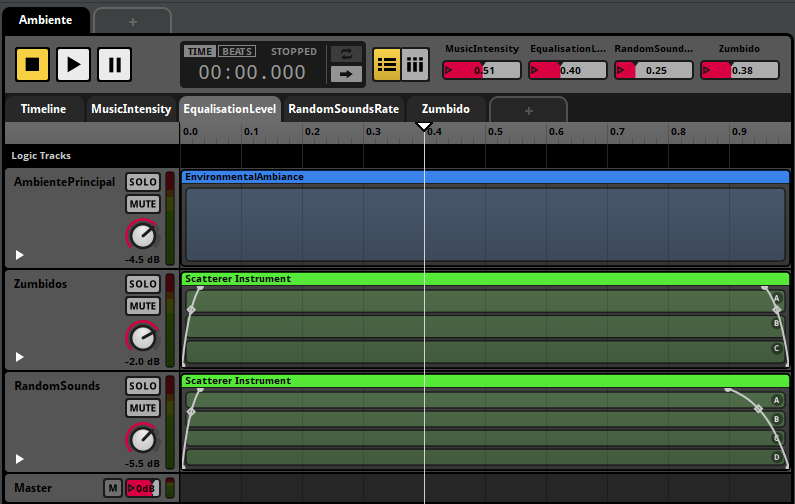 Ambiente +
TIME BEATS STOPPED
00:00.000
MusicIntensity EqualisationL... RandomSound... Zumbido
0.51 0.40 0.25 0.38
Timeline MusicIntensity EqualisationLevel RandomSoundsRate Zumbido +
0.0 0.1 0.2 0.3 0.4 0.5 0.6 0.7 0.8 0.9
Logic Tracks
AmbientePrincipal SOLO EnvironmentalAmbiance
MUTE
-4.5 dB
Zumbidos SOLO Scatterer Instrument
MUTE
A
B
C
-2.0 dB
RandomSounds SOLO Scatterer Instrument
MUTE
A
B
C
D
-5.5 dB
Master M 0dB